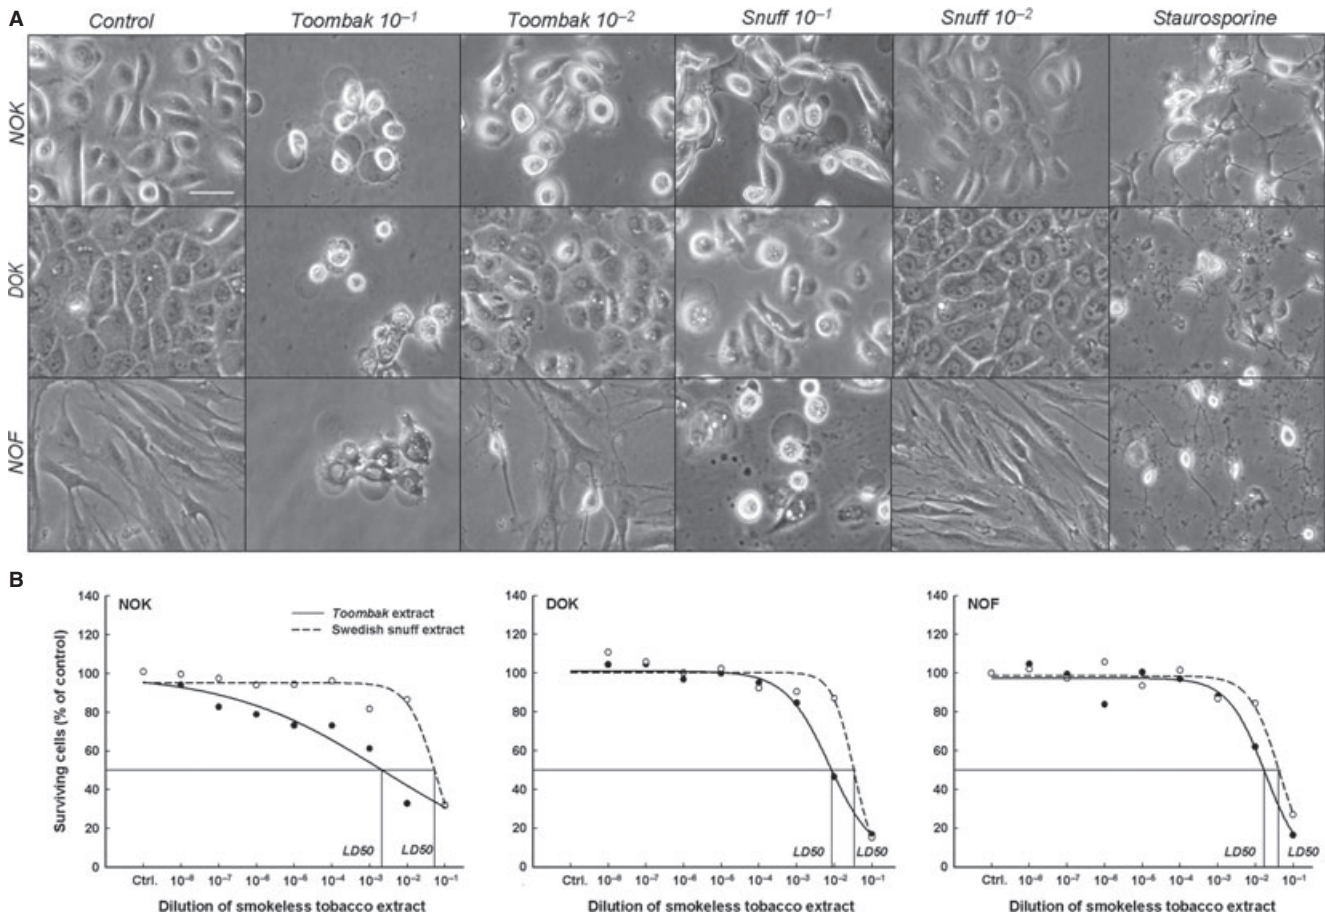 A
Control
Toombak 10⁻¹
Toombak 10⁻²
Snuff 10⁻¹
Snuff 10⁻²
Staurosporine
NOK
DOK
NOF
B
140
120
100
80
60
40
20
0
Surviving cells (% of control)
NOK
Toombak extract
Swedish snuff extract
LD50 LD50
Ctrl. 10⁻⁸ 10⁻⁷ 10⁻⁶ 10⁻⁵ 10⁻⁴ 10⁻³ 10⁻² 10⁻¹
Dilution of smokeless tobacco extract
140
120
100
80
60
40
20
0
DOK
LD50 LD50
Ctrl. 10⁻⁸ 10⁻⁷ 10⁻⁶ 10⁻⁵ 10⁻⁴ 10⁻³ 10⁻² 10⁻¹
Dilution of smokeless tobacco extract
140
120
100
80
60
40
20
0
NOF
LD50 LD50
Ctrl. 10⁻⁸ 10⁻⁷ 10⁻⁶ 10⁻⁵ 10⁻⁴ 10⁻³ 10⁻² 10⁻¹
Dilution of smokeless tobacco extract